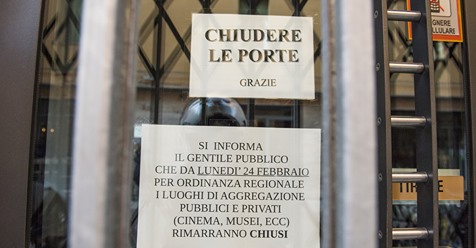 CHIUDERE
LE PORTE
GRAZIE
SI INFORMA
IL GENTILE PUBBLICO
CHE DA LUNEDI' 24 FEBBRAIO
PER ORDINANZA REGIONALE
I LUOGHI DI AGGREGAZIONE
PUBBLICI E PRIVATI
(CINEMA, MUSEI, ECC)
RIMARRANNO CHIUSI